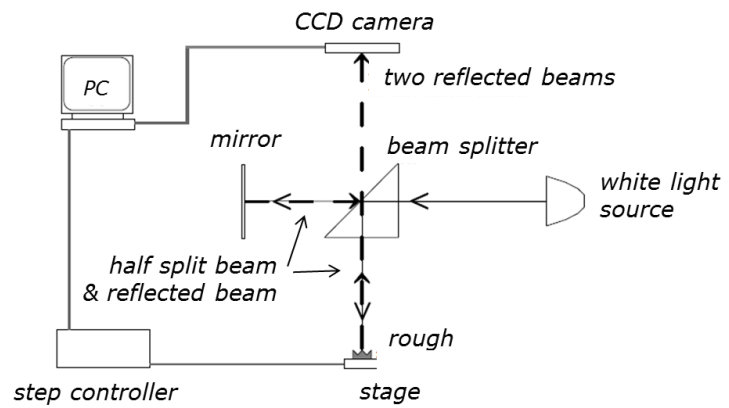 CCD camera
two reflected beams
PC
mirror
beam splitter
white light
source
half split beam
& reflected beam
rough
step controller
stage